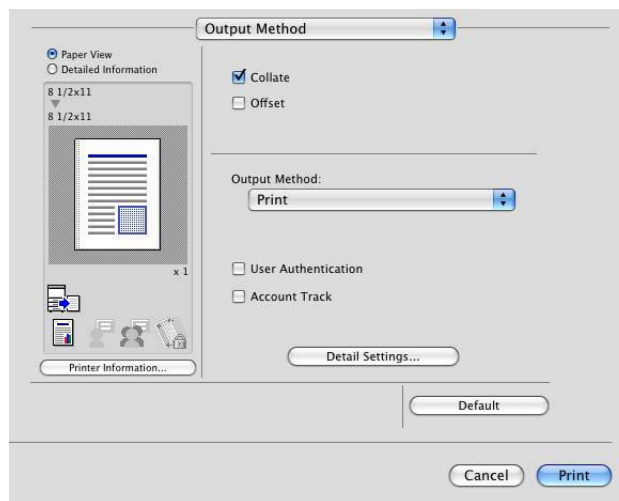 Output Method
Paper View
Detailed Information
8 1/2x11
8 1/2x11
x 1
Printer Information...
Collate
Offset
Output Method:
Print
User Authentication
Account Track
Detail Settings...
Default
Cancel
Print